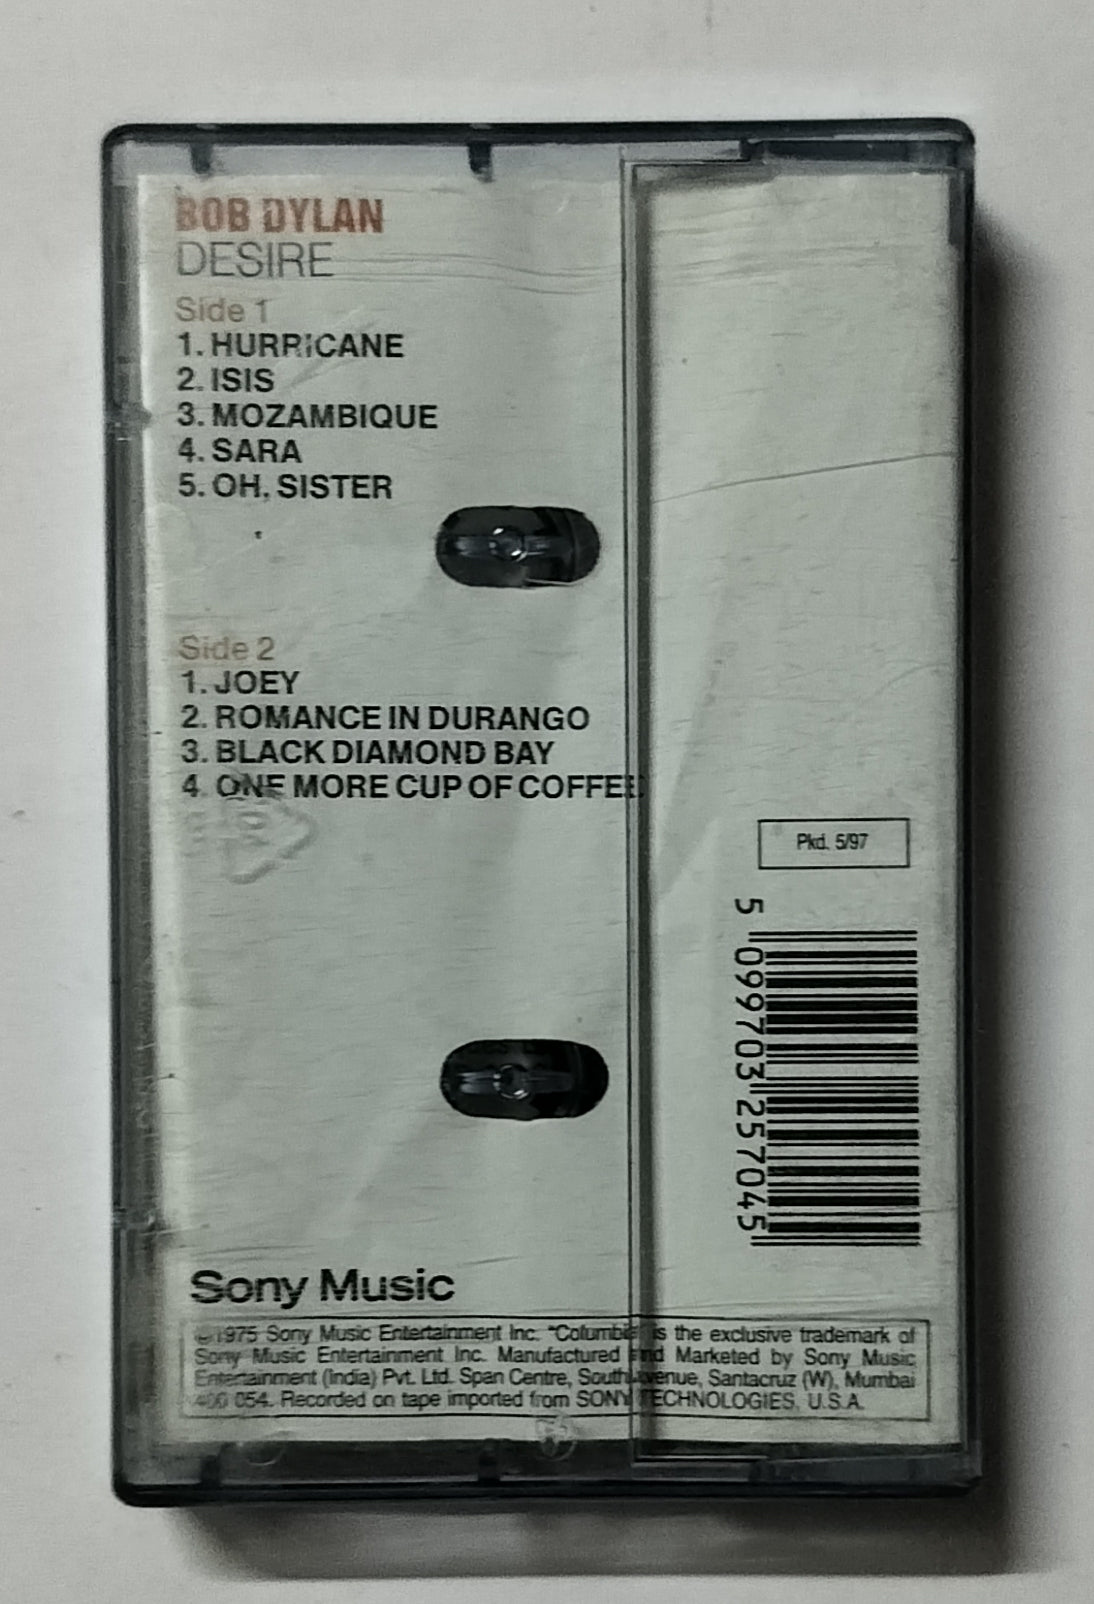 BOB DYLAN
DESIRE
Side 1
1. HURRICANE
2. ISIS
3. MOZAMBIQUE
4. SARA
5. OH, SISTER
Side 2
1. JOEY
2. ROMANCE IN DURANGO
3. BLACK DIAMOND BAY
4. ONE MORE CUP OF COFFEE
Pkd. 5/97
5 099703 257045
Sony Music
℗1975 Sony Music Entertainment Inc. "Columbia" is the exclusive trademark of
Sony Music Entertainment Inc. Manufactured and Marketed by Sony Music
Entertainment (India) Pvt. Ltd. Span Centre, South Avenue, Santacruz (W), Mumbai
400 054. Recorded on tape imported from SONY TECHNOLOGIES, U.S.A.